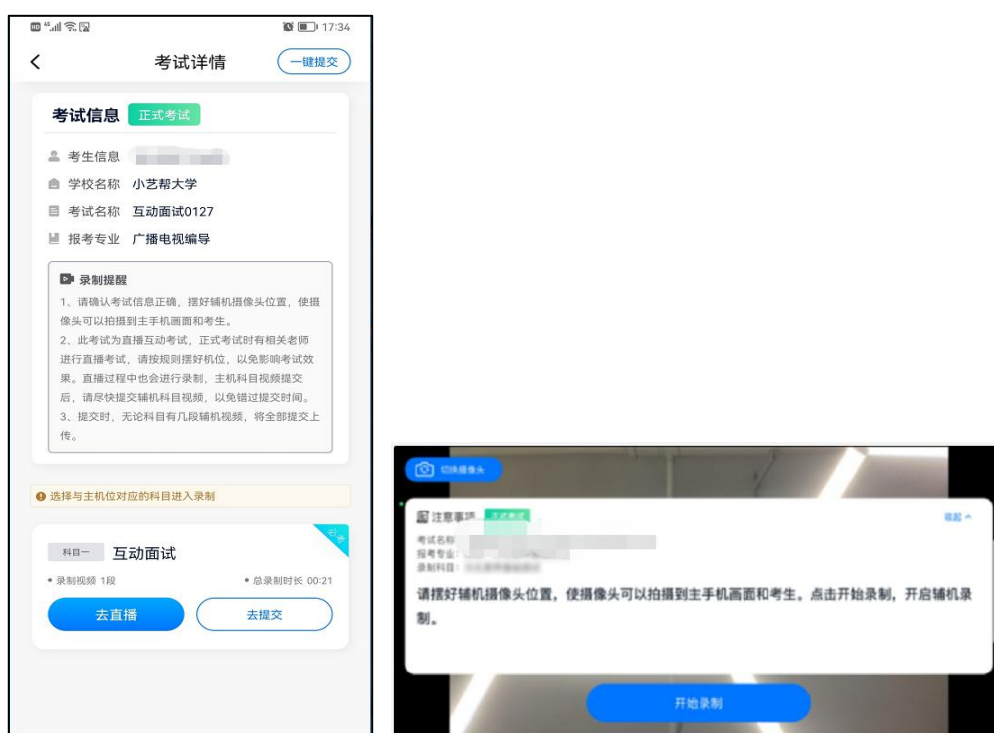 HD 4G 17:34
考试详情 一键提交
考试信息 正式考试
考生信息
学校名称 小艺帮大学
考试名称 互动面试0127
报考专业 广播电视编导
录制提醒
1、请确认考试信息正确，摆好辅机摄像头位置，使摄
像头可以拍摄到主手机画面和考生。
2、此考试为直播互动考试，正式考试时有相关老师
进行直播考试，请按规则摆好机位，以免影响考试效
果。直播过程中也会进行录制，主机科目视频提交
后，请尽快提交辅机科目视频，以免错过提交时间。
3、提交时，无论科目有几段辅机视频，将全部提交上
传。
选择与主机位对应的科目进入录制
科目一 互动面试
• 录制视频 1段 • 总录制时长 00:21
去直播 去提交
切换摄像头
注意事项 正式考试 收起
考试名称
报考专业：
录制科目：
请摆好辅机摄像头位置，使摄像头可以拍摄到主手机画面和考生。点击开始录制，开启辅机录
制。
开始录制